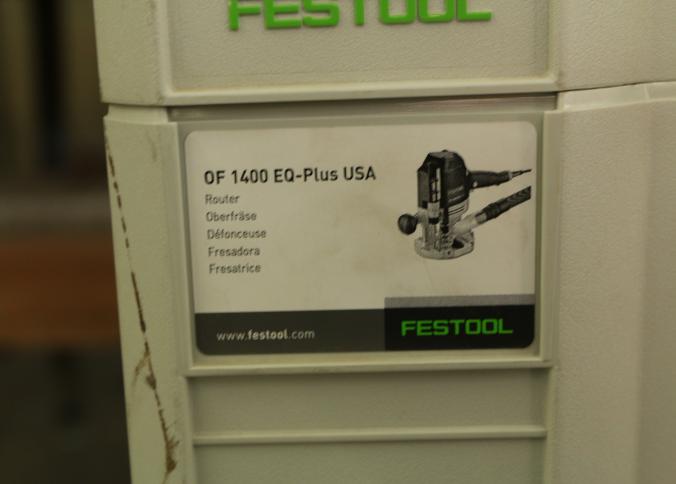 FESTOOL
OF 1400 EQ-Plus USA
Router
Oberfräse
Défonceuse
Fresadora
Fresatrice
www.festool.com
FESTOOL